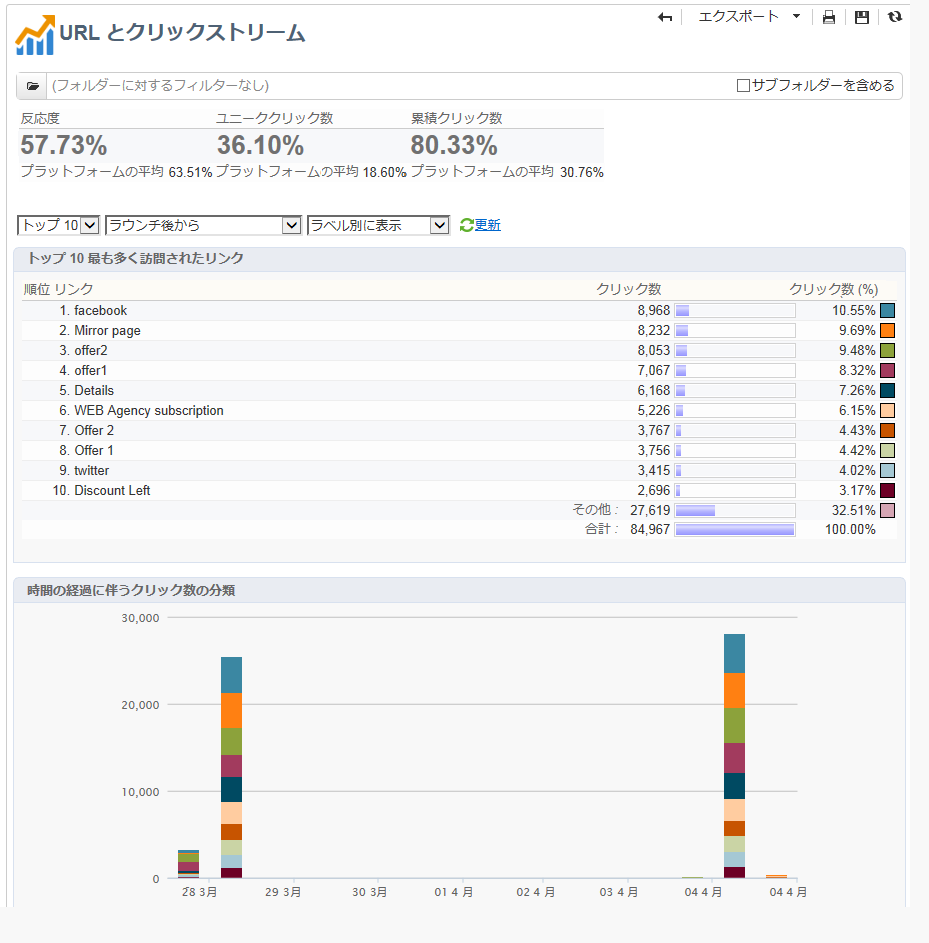 エクスポート
URL とクリックストリーム
(フォルダーに対するフィルターなし) サブフォルダーを含める
反応度 ユニーククリック数 累積クリック数
57.73% 36.10% 80.33%
プラットフォームの平均 63.51% プラットフォームの平均 18.60% プラットフォームの平均 30.76%
トップ 10 ラウンチ後から ラベル別に表示 更新
トップ 10 最も多く訪問されたリンク
順位 リンク クリック数 クリック数 (%)
1. facebook 8,968 10.55%
2. Mirror page 8,232 9.69%
3. offer2 8,053 9.48%
4. offer1 7,067 8.32%
5. Details 6,168 7.26%
6. WEB Agency subscription 5,226 6.15%
7. Offer 2 3,767 4.43%
8. Offer 1 3,756 4.42%
9. twitter 3,415 4.02%
10. Discount Left 2,696 3.17%
その他 : 27,619 32.51%
合計 : 84,967 100.00%
時間の経過に伴うクリック数の分類
30,000
20,000
10,000
0
28 3月 29 3月 30 3月 01 4 月 02 4 月 03 4 月 04 4 月 04 4 月